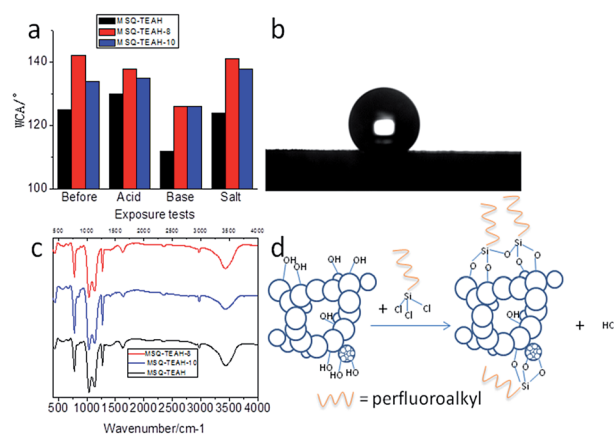 a
MSQ-TEAH
MSQ-TEAH-8
MSQ-TEAH-10
WCA/°
140
120
100
Before Acid Base Salt
Exposure tests
b
c
500 1000 1500 2000 2500 3000 3500 4000
MSQ-TEAH-8
MSQ-TEAH-10
MSQ-TEAH
500 1000 1500 2000 2500 3000 3500 4000
Wavenumber/cm-1
d
OH OH OH
OH OH
OH
HO HO HO
+
Si
Cl Cl Cl
Si O Si
O O O O
OH
O O O
Si
+ HC
= perfluoroalkyl